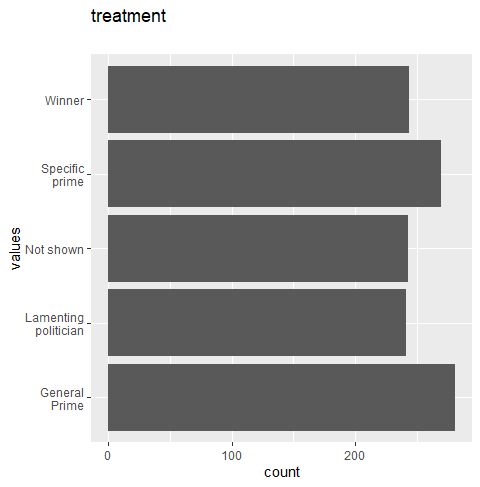 treatment
values
Winner
Specific
prime
Not shown
Lamenting
politician
General
Prime
0
100
200
count